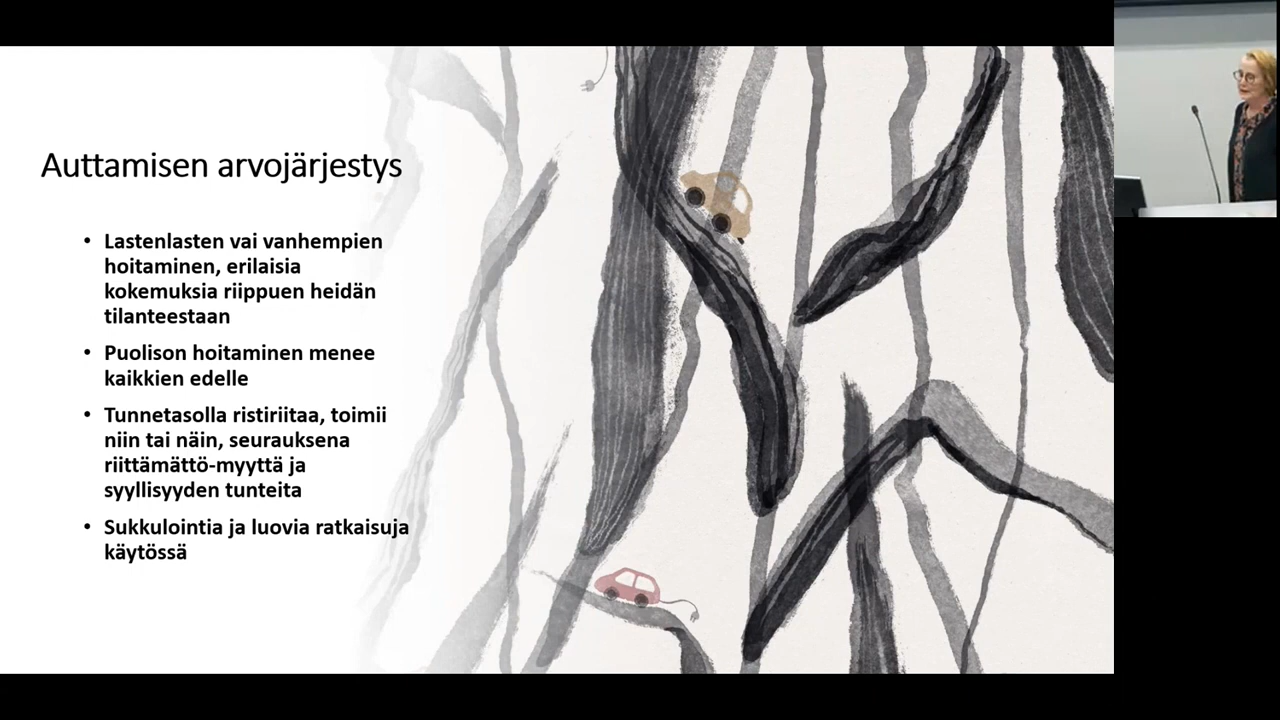 Auttamisen arvojärjestys
• Lastenlasten vai vanhempien
hoitaminen, erilaisia
kokemuksia riippuen heidän
tilanteestaan
• Puolison hoitaminen menee
kaikkien edelle
• Tunnetasolla ristiriitaa, toimii
niin tai näin, seurauksena
riittämättö-myyttä ja
syyllisyyden tunteita
• Sukkulointia ja luovia ratkaisuja
käytössä